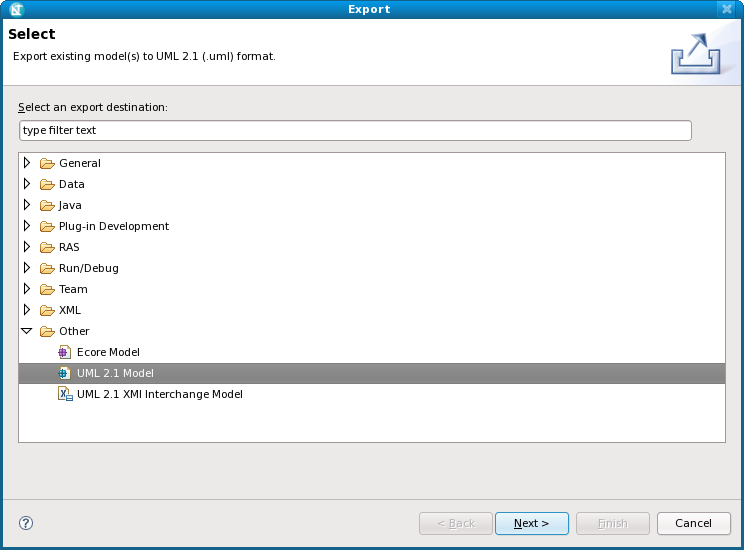 Export
Select
Export existing model(s) to UML 2.1 (.uml) format.
Select an export destination:
type filter text
General
Data
Java
Plug-in Development
RAS
Run/Debug
Team
XML
Other
Ecore Model
UML 2.1 Model
UML 2.1 XMI Interchange Model
< Back
Next >
Finish
Cancel